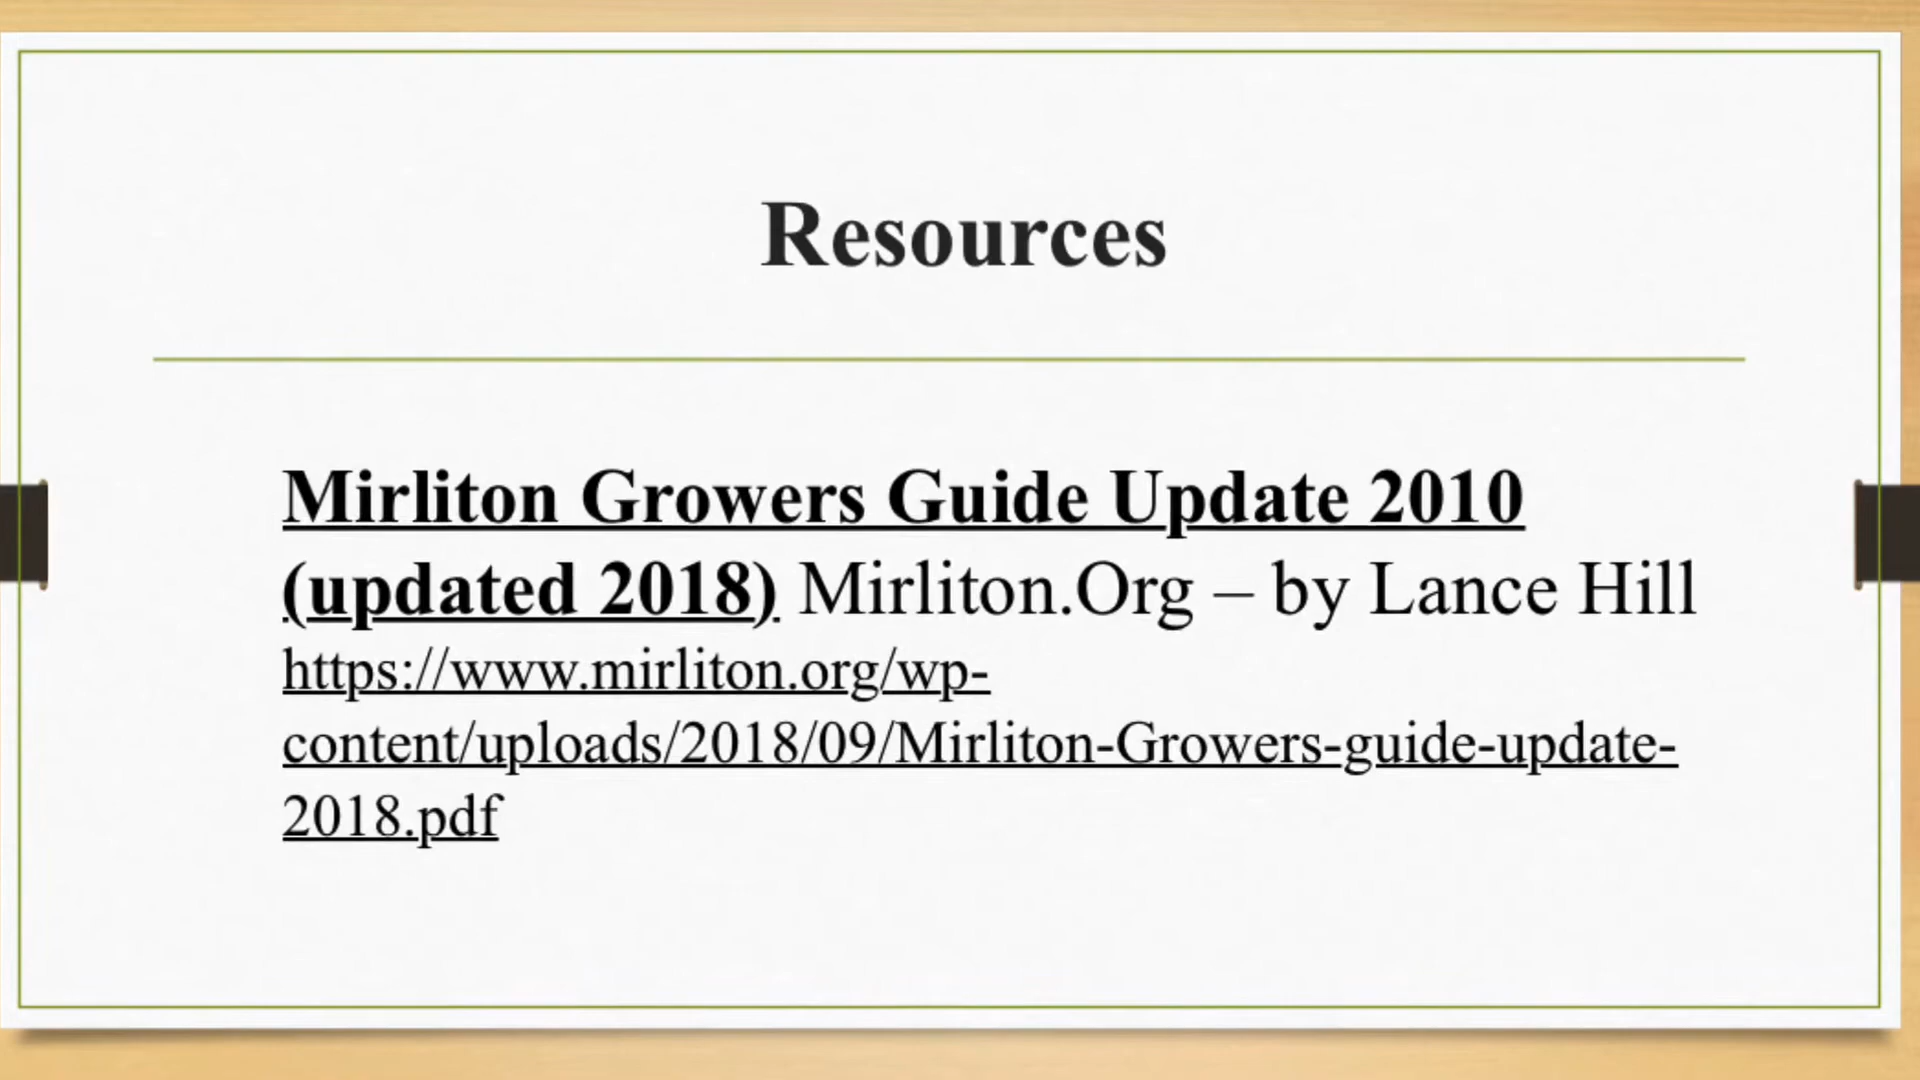 Resources
Mirliton Growers Guide Update 2010
(updated 2018) Mirliton.Org – by Lance Hill
https://www.mirliton.org/wp-
content/uploads/2018/09/Mirliton-Growers-guide-update-
2018.pdf